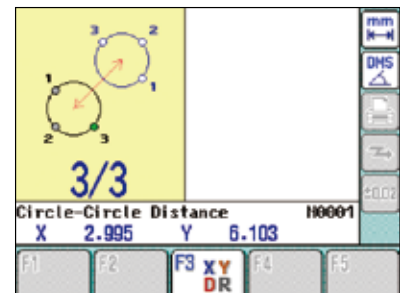 3 2
1
1
2 3
3/3
Circle-Circle Distance N0001
X 2.995 Y 6.103
F1 F2 F3 XY DR F4 F5
mm
DMS
±0.02